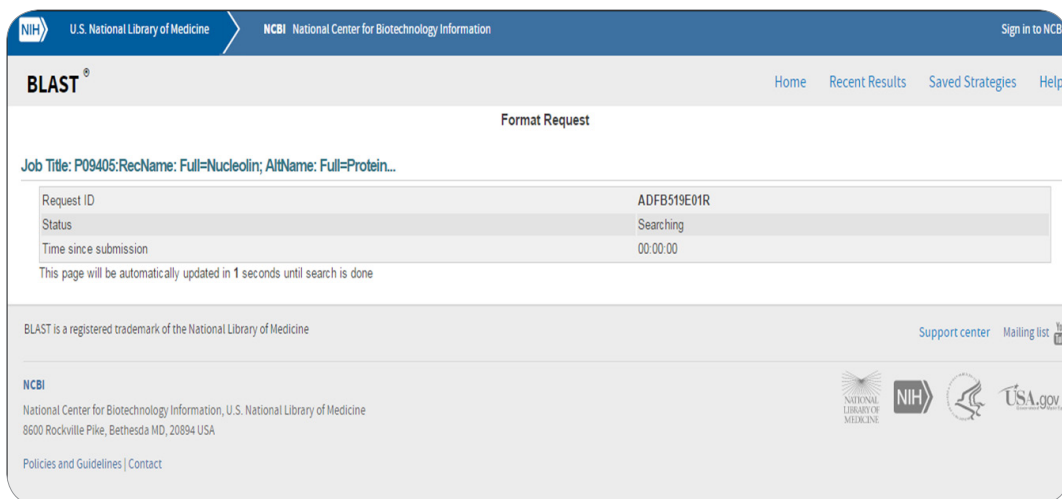 NIH U.S. National Library of Medicine NCBI National Center for Biotechnology Information Sign in to NCB
BLAST ® Home Recent Results Saved Strategies Help
Format Request
Job Title: P09405:RecName: Full=Nucleolin; AltName: Full=Protein...
Request ID ADFB519E01R
Status Searching
Time since submission 00:00:00
This page will be automatically updated in 1 seconds until search is done
BLAST is a registered trademark of the National Library of Medicine Support center Mailing list
NCBI
National Center for Biotechnology Information, U.S. National Library of Medicine
8600 Rockville Pike, Bethesda MD, 20894 USA
Policies and Guidelines | Contact
NATIONAL
LIBRARY OF
MEDICINE
NIH
USA.gov